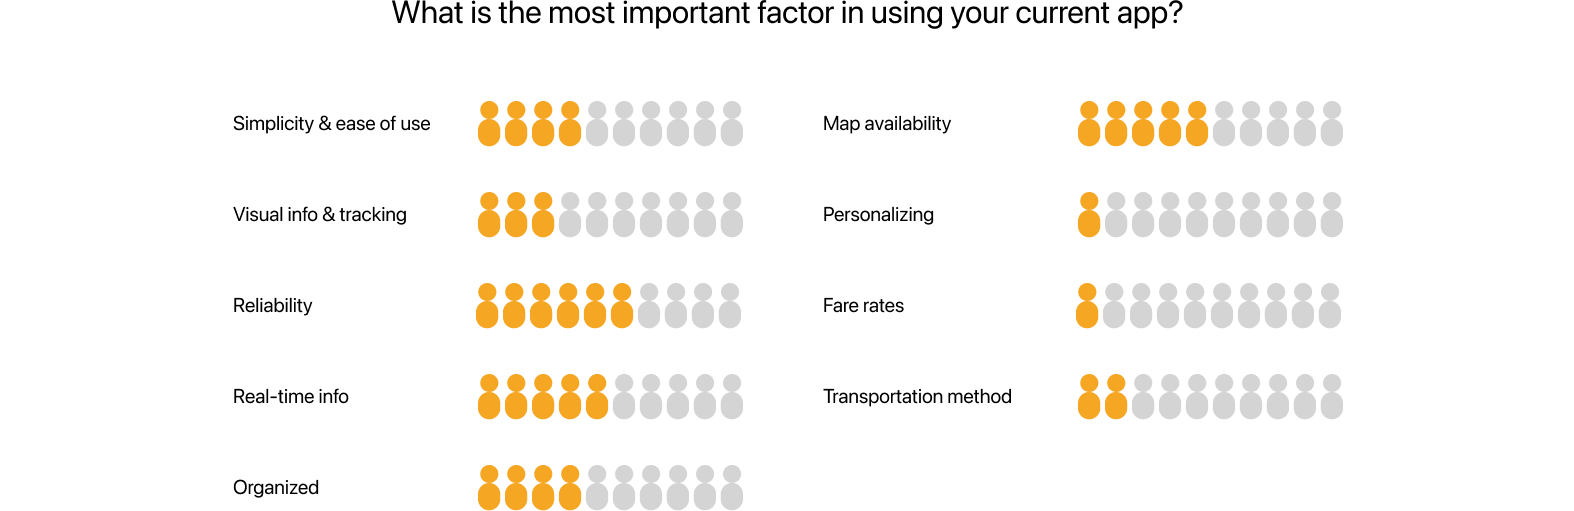 What is the most important factor in using your current app?
Simplicity & ease of use
Visual info & tracking
Reliability
Real-time info
Organized
Map availability
Personalizing
Fare rates
Transportation method